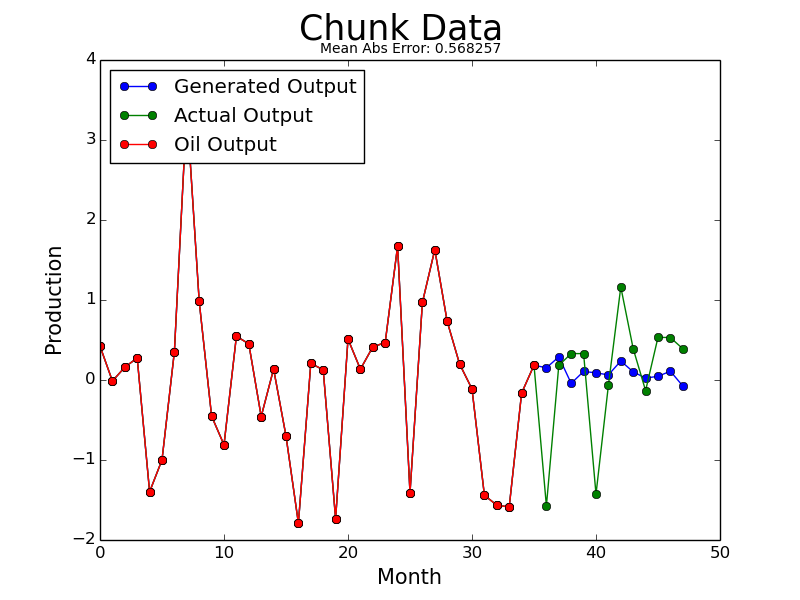 Chunk Data
Mean Abs Error: 0.568257
Generated Output
Actual Output
Oil Output
4
3
2
1
0
−1
−2
Production
0 10 20 30 40 50
Month